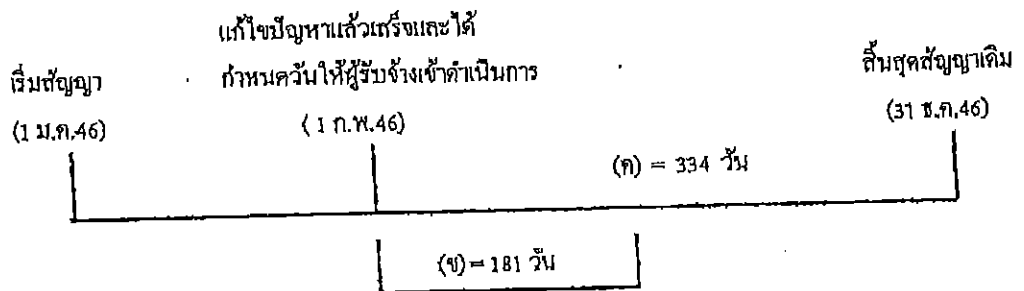 แก้ไขปัญหาแล้วเสร็จและได้
กำหนดวันให้ผู้รับจ้างเข้าดำเนินการ
(1 ก.พ.46)
เริ่มสัญญา
(1 ม.ค.46)
สิ้นสุดสัญญาเดิม
(31 ธ.ค.46)
(ค) = 334 วัน
(ข) = 181 วัน